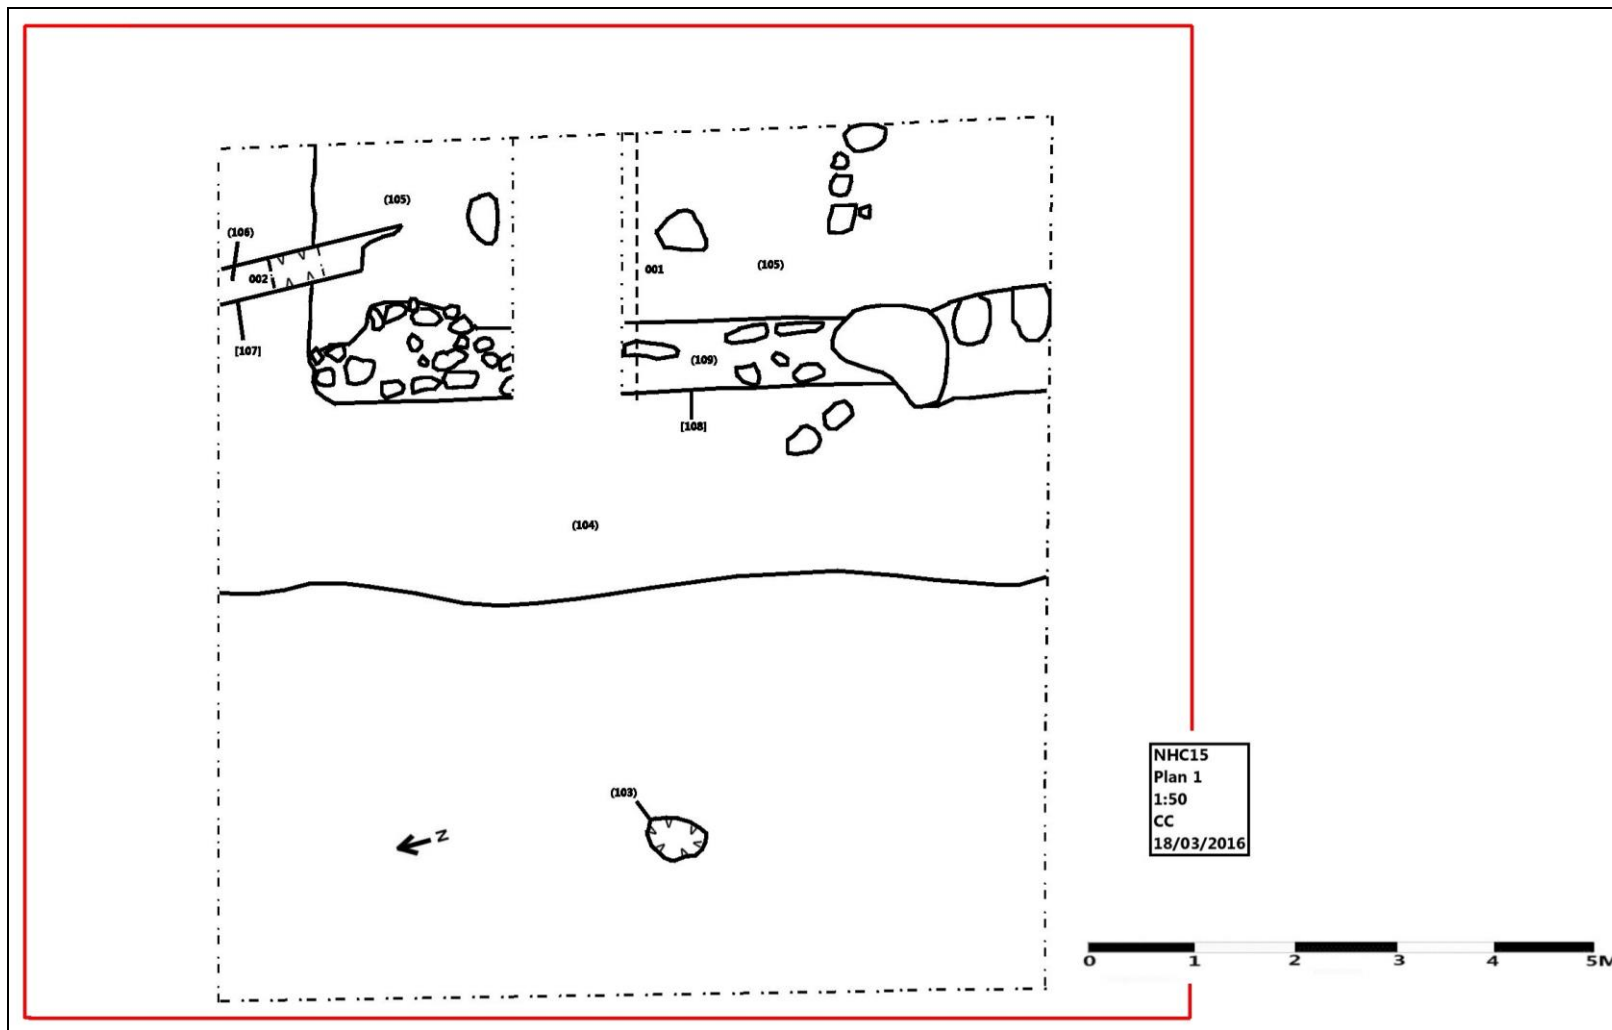 (105)
(106)
002
001
(105)
[107]
(109)
[108]
(104)
(103)
N
NHC15
Plan 1
1:50
CC
18/03/2016
0 1 2 3 4 5M